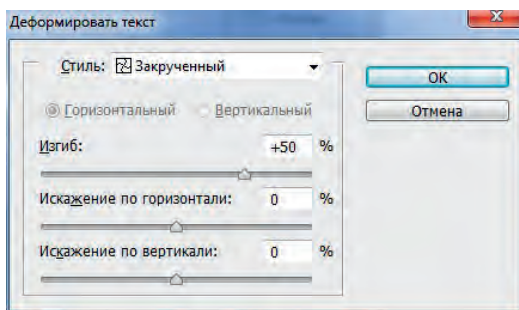 Деформировать текст
Стиль: Закрученный
OK
Горизонтальный Вертикальный
Отмена
Изгиб: +50 %
Искажение по горизонтали: 0 %
Искажение по вертикали: 0 %